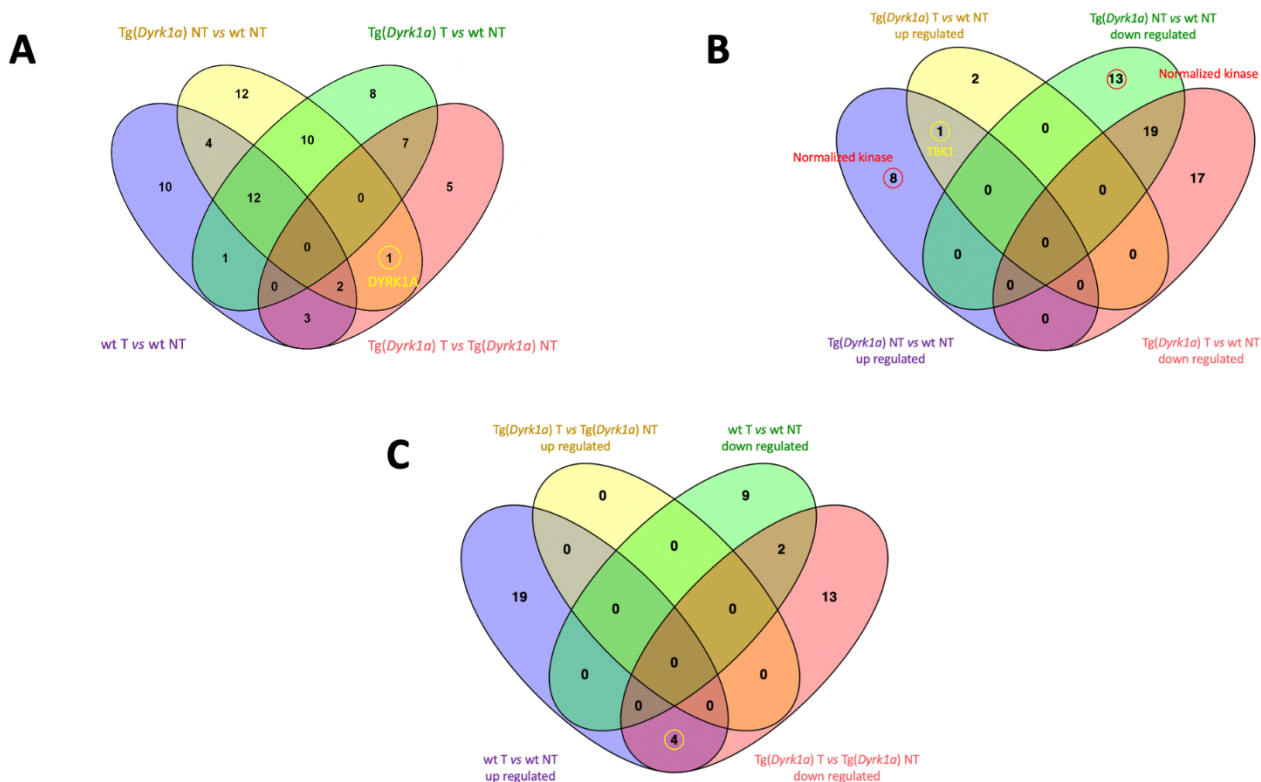 A
Tg(Dyrk1a) NT vs wt NT
Tg(Dyrk1a) T vs wt NT
12
8
4
10
7
10
12
0
5
0
1
1
DYRK1A
0
2
3
wt T vs wt NT
Tg(Dyrk1a) T vs Tg(Dyrk1a) NT
B
Tg(Dyrk1a) T vs wt NT
up regulated
Tg(Dyrk1a) NT vs wt NT
down regulated
2
13
Normalized kinase
1
TBK1
0
19
Normalized kinase
8
0
0
17
0
0
0
0
0
0
Tg(Dyrk1a) NT vs wt NT
up regulated
Tg(Dyrk1a) T vs wt NT
down regulated
C
Tg(Dyrk1a) T vs Tg(Dyrk1a) NT
up regulated
wt T vs wt NT
down regulated
0
9
0
0
2
19
0
0
13
0
0
0
0
0
4
wt T vs wt NT
up regulated
Tg(Dyrk1a) T vs Tg(Dyrk1a) NT
down regulated